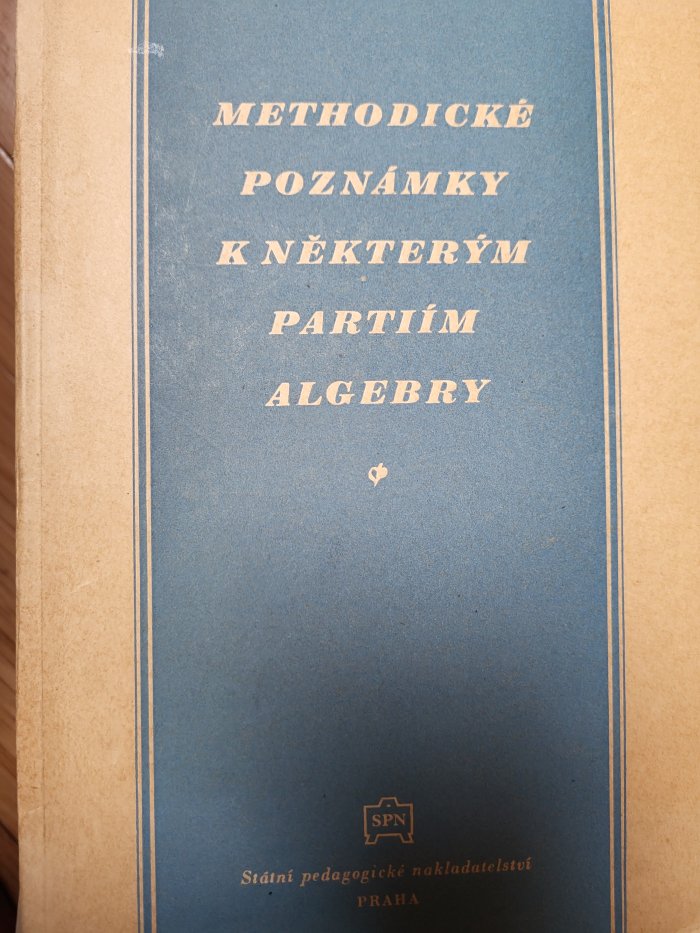 METHODICKÉ
POZNÁMKY
K NĚKTERÝM
PARTIÍM
ALGEBRY
SPN
Státní pedagogické nakladatelství
PRAHA